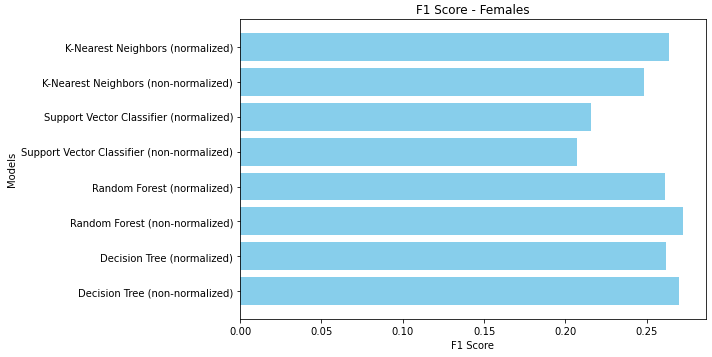 F1 Score - Females
K-Nearest Neighbors (normalized)
K-Nearest Neighbors (non-normalized)
Support Vector Classifier (normalized)
Support Vector Classifier (non-normalized)
Random Forest (normalized)
Random Forest (non-normalized)
Decision Tree (normalized)
Decision Tree (non-normalized)
Models
0.00 0.05 0.10 0.15 0.20 0.25
F1 Score